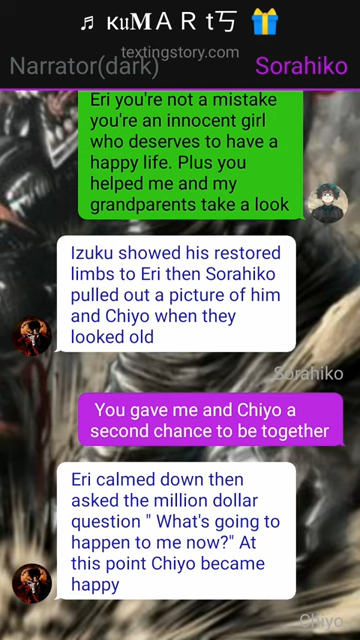 ♬ ĸuMＡＲ t丂 🎁
textingstory.com
Narrator(dark)
Sorahiko
Eri you're not a mistake
you're an innocent girl
who deserves to have a
happy life. Plus you
helped me and my
grandparents take a look
Izuku showed his restored
limbs to Eri then Sorahiko
pulled out a picture of him
and Chiyo when they
looked old
Sorahiko
You gave me and Chiyo a
second chance to be together
Eri calmed down then
asked the million dollar
question " What's going to
happen to me now?" At
this point Chiyo became
happy
Chiyo